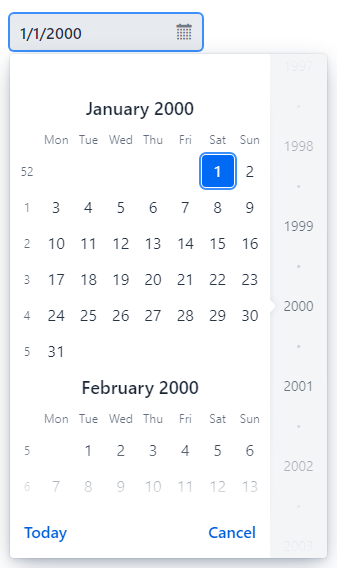 1/1/2000
January 2000
Mon Tue Wed Thu Fri Sat Sun
52 1 2
1 3 4 5 6 7 8 9
2 10 11 12 13 14 15 16
3 17 18 19 20 21 22 23
4 24 25 26 27 28 29 30
5 31
February 2000
Mon Tue Wed Thu Fri Sat Sun
5 1 2 3 4 5 6
6 7 8 9 10 11 12 13
Today Cancel
1997
1998
1999
2000
2001
2002
2003